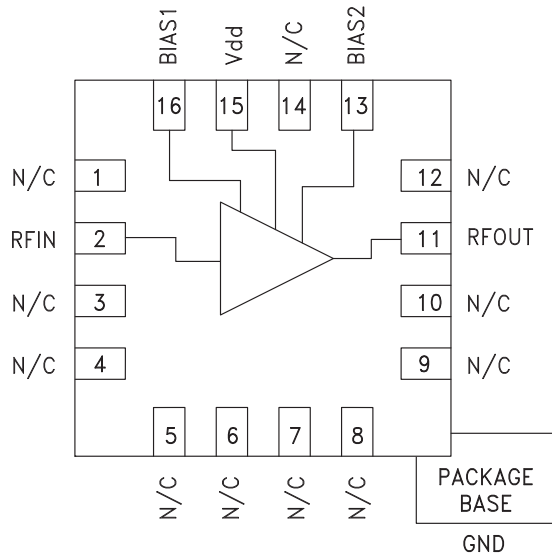 BIAS1
Vdd
N/C
BIAS2
16
15
14
13
N/C 1
12 N/C
RFIN 2
11 RFOUT
N/C 3
10 N/C
N/C 4
9 N/C
5
6
7
8
N/C
N/C
N/C
N/C
PACKAGE
BASE
GND